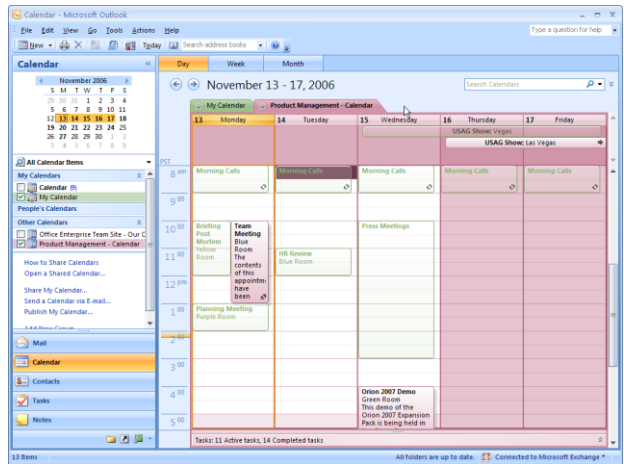 Calendar - Microsoft Outlook
File Edit View Go Tools Actions Help
Type a question for help
New Today Search address books
Calendar «
Day Week Month
November 2006
S M T W T F S
29 30 31 1 2 3 4
5 6 7 8 9 10 11
12 13 14 15 16 17 18
19 20 21 22 23 24 25
26 27 28 29 30 1 2
3 4 5 6 7 8 9
November 13 - 17, 2006
Search Calendars
My Calendar
Product Management - Calendar
13 Monday
14 Tuesday
15 Wednesday
16 Thursday
17 Friday
USAG Show: Vegas
USAG Show: Las Vegas
All Calendar Items
My Calendars
Calendar (9)
My Calendar
People's Calendars
Other Calendars
Office Enterprise Team Site - Our C
Product Management - Calendar
How to Share Calendars
Open a Shared Calendar...
Share My Calendar...
Send a Calendar via E-mail...
Publish My Calendar...
Add New Group
Mail
Calendar
Contacts
Tasks
Notes
PST
8 am
9 00
10 00
11 00
12 pm
1 00
2 00
3 00
4 00
5 00
Morning Calls
Morning Calls
Morning Calls
Morning Calls
Morning Calls
Briefing
Post
Mortem
Yellow
Room
Team
Meeting
Blue
Room
The
contents
of this
appointm
have
been
HR Review
Blue Room
Press Meetings
Planning Meeting
Purple Room
Orion 2007 Demo
Green Room
This demo of the
Orion 2007 Expansion
Pack is being held in
Tasks: 11 Active tasks, 14 Completed tasks
13 Items
All folders are up to date.
Connected to Microsoft Exchange